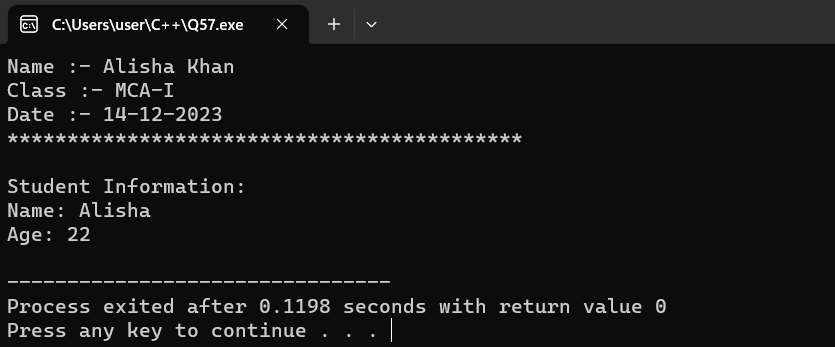 C:\Users\user\C++\Q57.exe
Name :- Alisha Khan
Class :- MCA-I
Date :- 14-12-2023
*******************************************
Student Information:
Name: Alisha
Age: 22
--------------------------------
Process exited after 0.1198 seconds with return value 0
Press any key to continue . . .